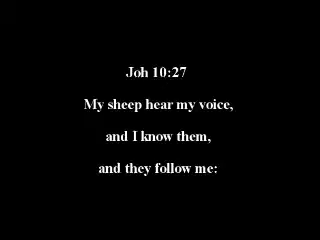 Joh 10:27
My sheep hear my voice,
and I know them,
and they follow me: